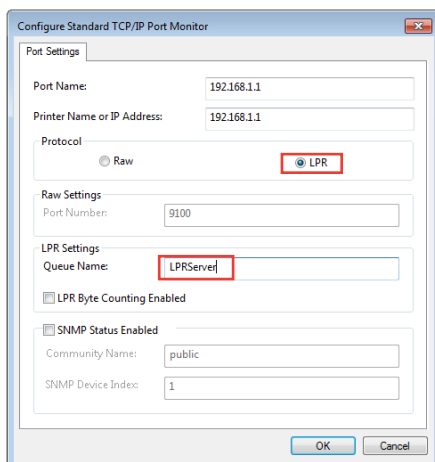 Configure Standard TCP/IP Port Monitor
Port Settings
Port Name: 192.168.1.1
Printer Name or IP Address: 192.168.1.1
Protocol
Raw LPR
Raw Settings
Port Number: 9100
LPR Settings
Queue Name: LPRServer
LPR Byte Counting Enabled
SNMP Status Enabled
Community Name: public
SNMP Device Index: 1
OK Cancel